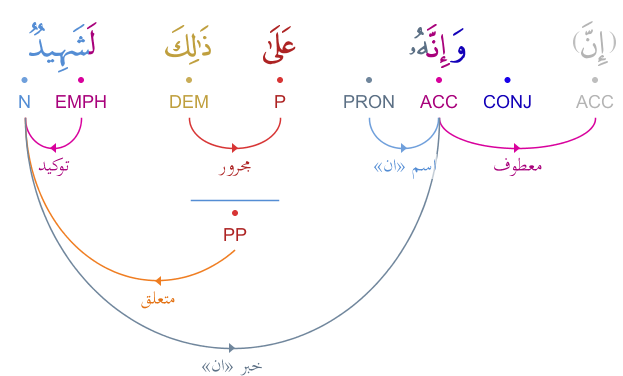 (إِنَّ) وَإِنَّهُۥ عَلَىٰ ذَٰلِكَ لَشَهِيدٌ
N EMPH DEM P PRON ACC CONJ ACC
توكيد مجرور اسم «ان» معطوف
PP
متعلق
خبر «ان»